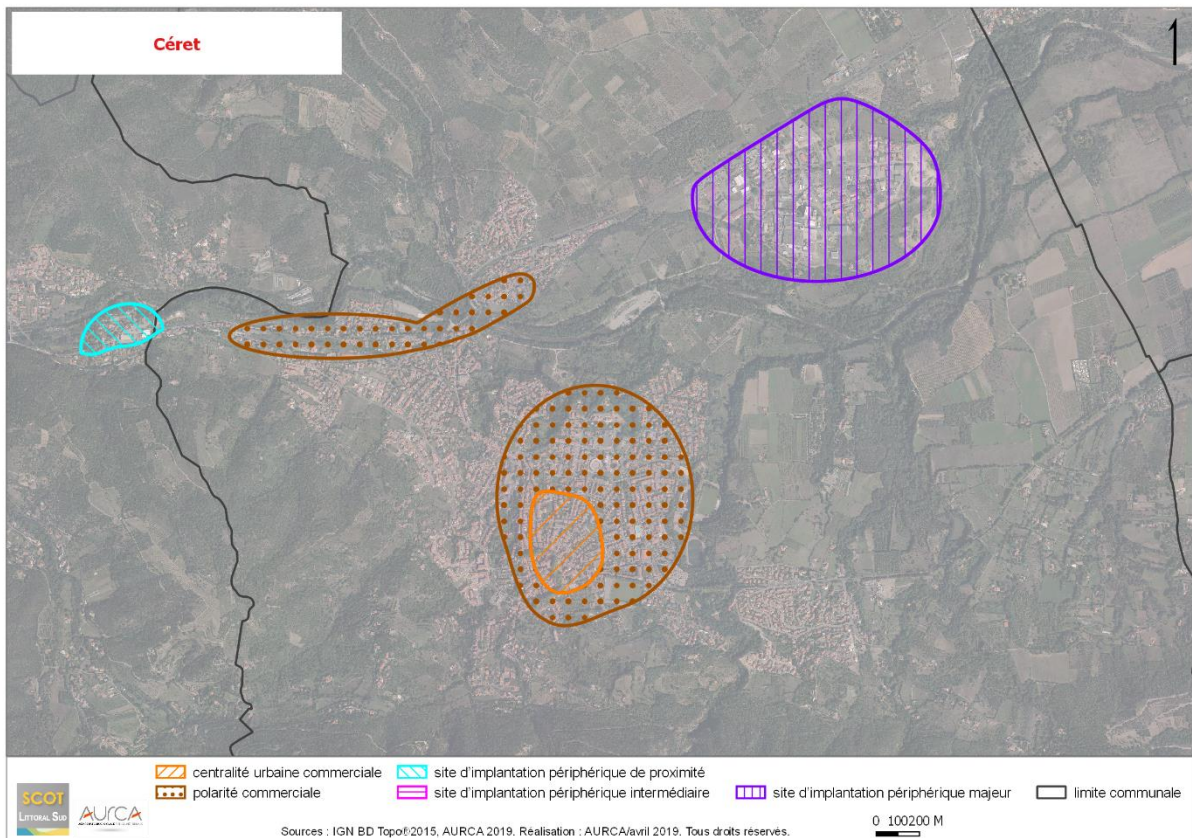 Céret
1
centralité urbaine commerciale
site d'implantation périphérique de proximité
polarité commerciale
site d'implantation périphérique intermédiaire
site d'implantation périphérique majeur
limite communale
SCOT
LITTORAL SUD
AURCA
0 100200 M
Sources : IGN BD Topo®2015, AURCA 2019. Réalisation : AURCA/avril 2019. Tous droits réservés.